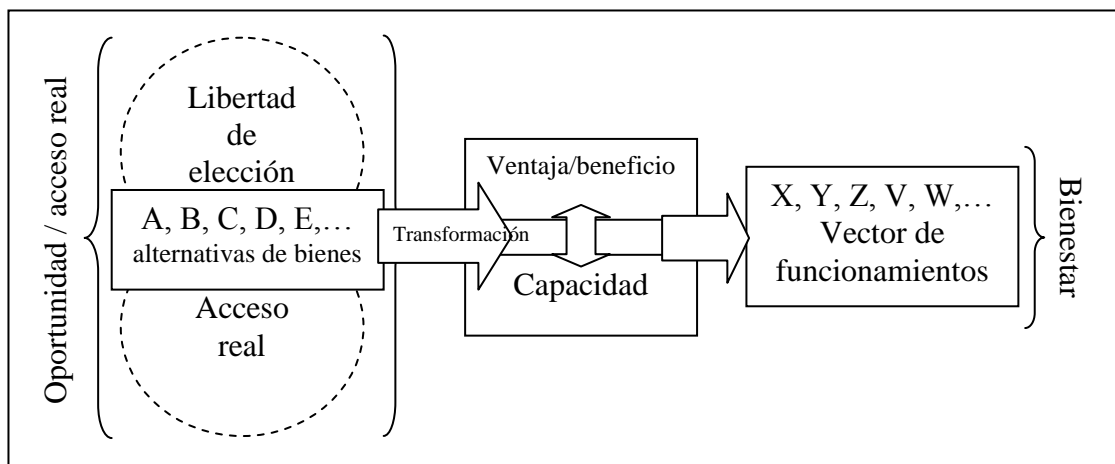 Oportunidad / acceso real
Libertad
de
elección
A, B, C, D, E,…
alternativas de bienes
Acceso
real
Transformación
Ventaja/beneficio
Capacidad
X, Y, Z, V, W,…
Vector de
funcionamientos
Bienestar